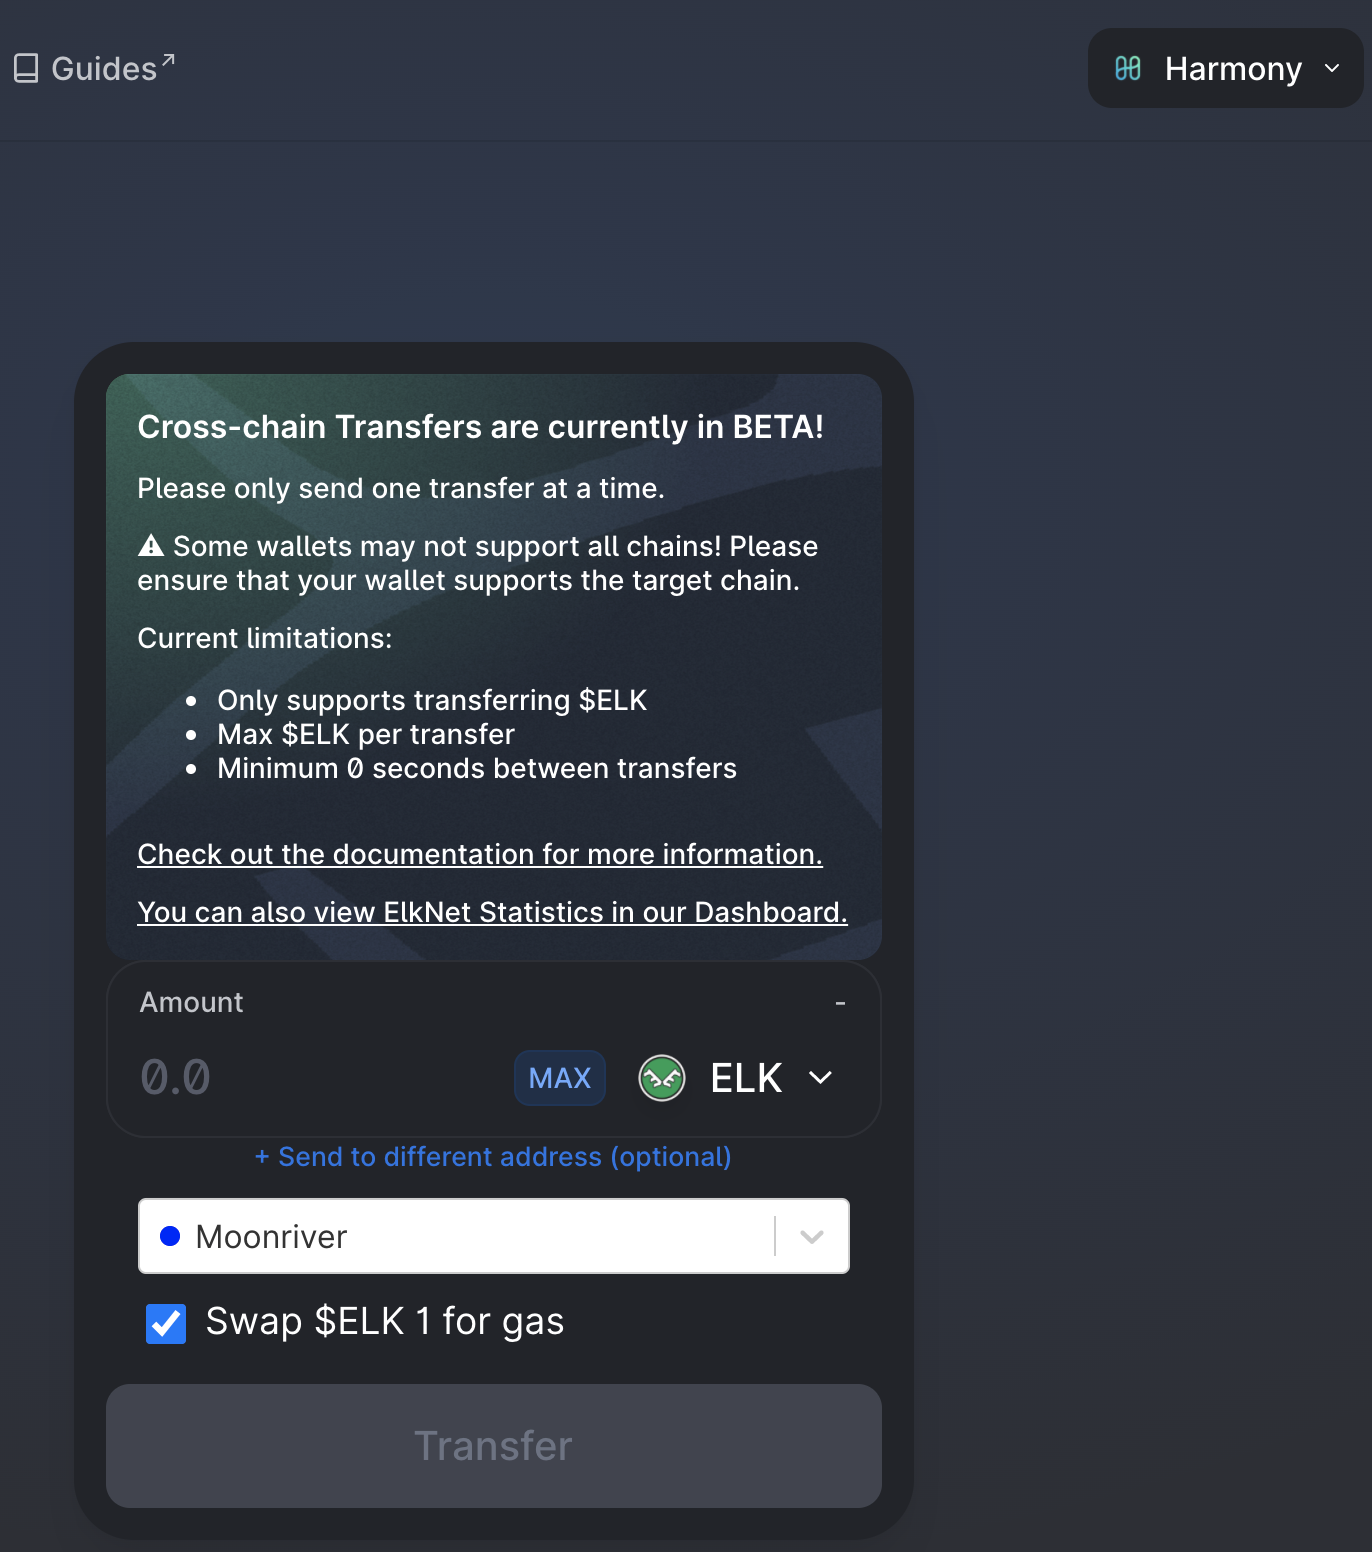 Guides
Harmony
Cross-chain Transfers are currently in BETA!
Please only send one transfer at a time.
⚠ Some wallets may not support all chains! Please
ensure that your wallet supports the target chain.
Current limitations:
• Only supports transferring $ELK
• Max $ELK per transfer
• Minimum 0 seconds between transfers
Check out the documentation for more information.
You can also view ElkNet Statistics in our Dashboard.
Amount -
0.0 MAX ELK
+ Send to different address (optional)
Moonriver
Swap $ELK 1 for gas
Transfer